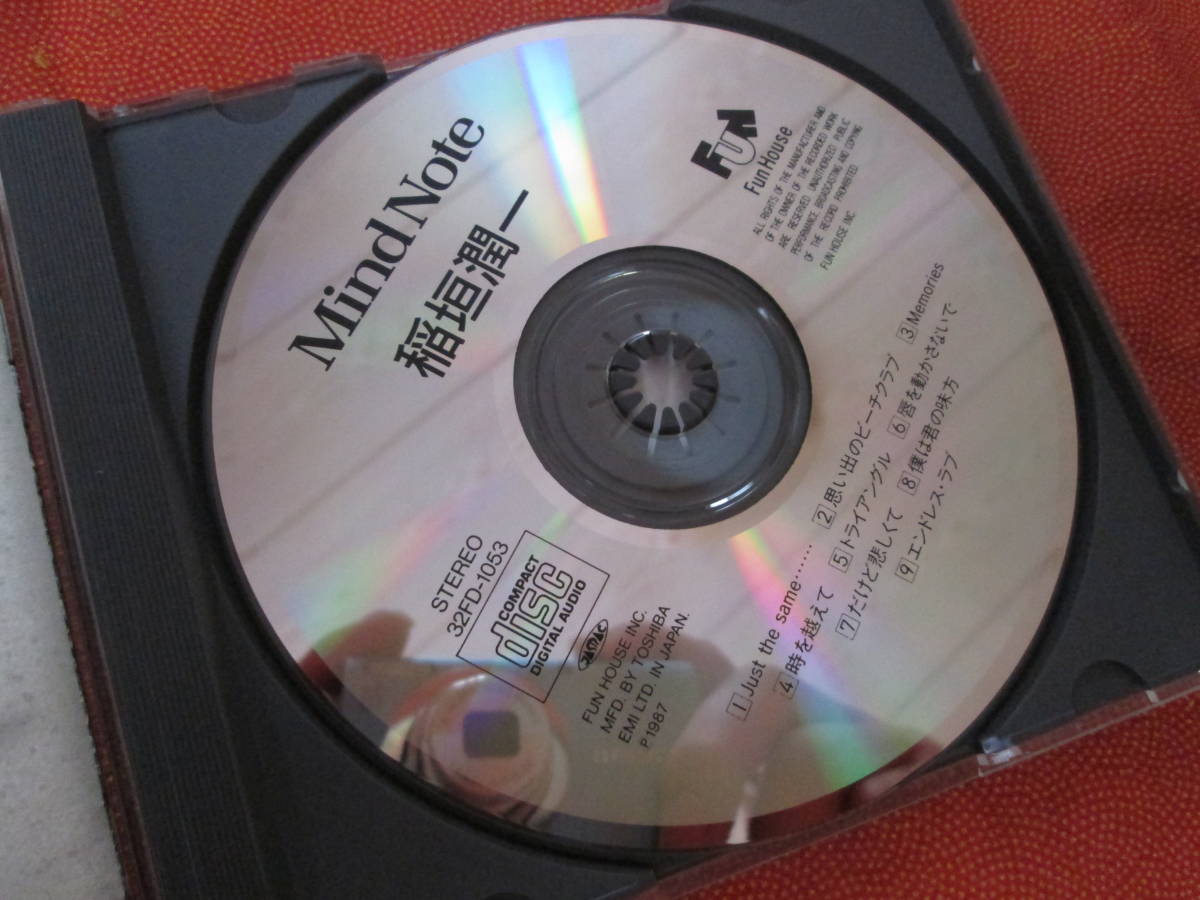 Mind Note
稲垣潤一
FUN
Fun House
ALL RIGHTS OF THE MANUFACTURER AND
OF THE OWNER OF THE RECORDED WORK
ARE RESERVED UNAUTHORIZED PUBLIC
PERFORMANCE BROADCASTING AND COPYING
OF THE RECORD PROHIBITED
FUN HOUSE INC.
STEREO
32FD-1053
COMPACT
disc
DIGITAL AUDIO
JASRAC
FUN HOUSE INC.
MFD. BY TOSHIBA
EMI LTD. IN JAPAN.
P1987
1 Just the same…… 2 思い出のビーチクラブ 3 Memories
4 時を越えて 5 トライアングル 6 唇を動かさないで
7 だけど悲しくて 8 僕は君の味方
9 エンドレス・ラブ